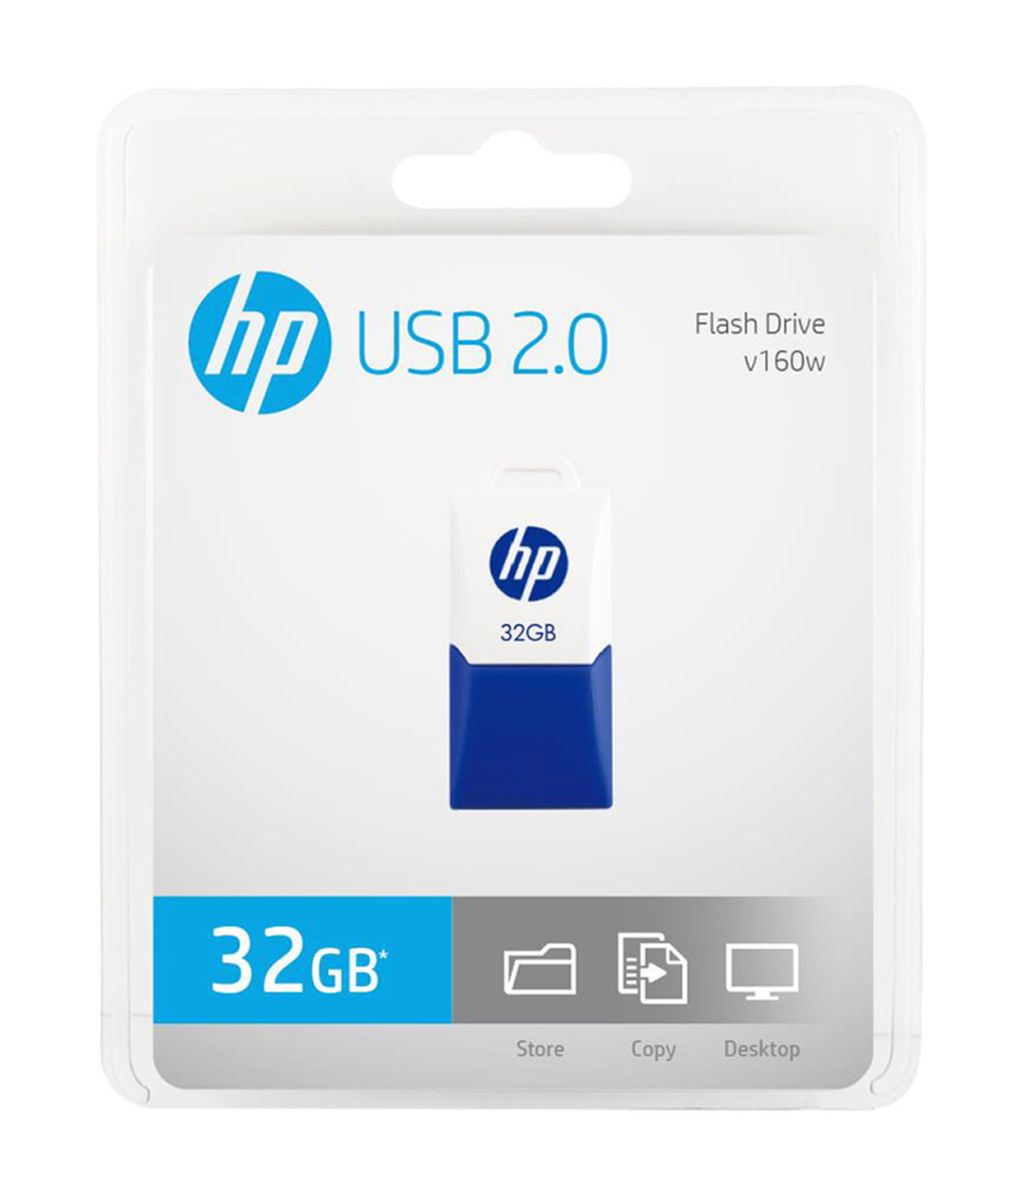 hp USB 2.0
Flash Drive
v160w
hp
32GB
32GB*
Store Copy Desktop